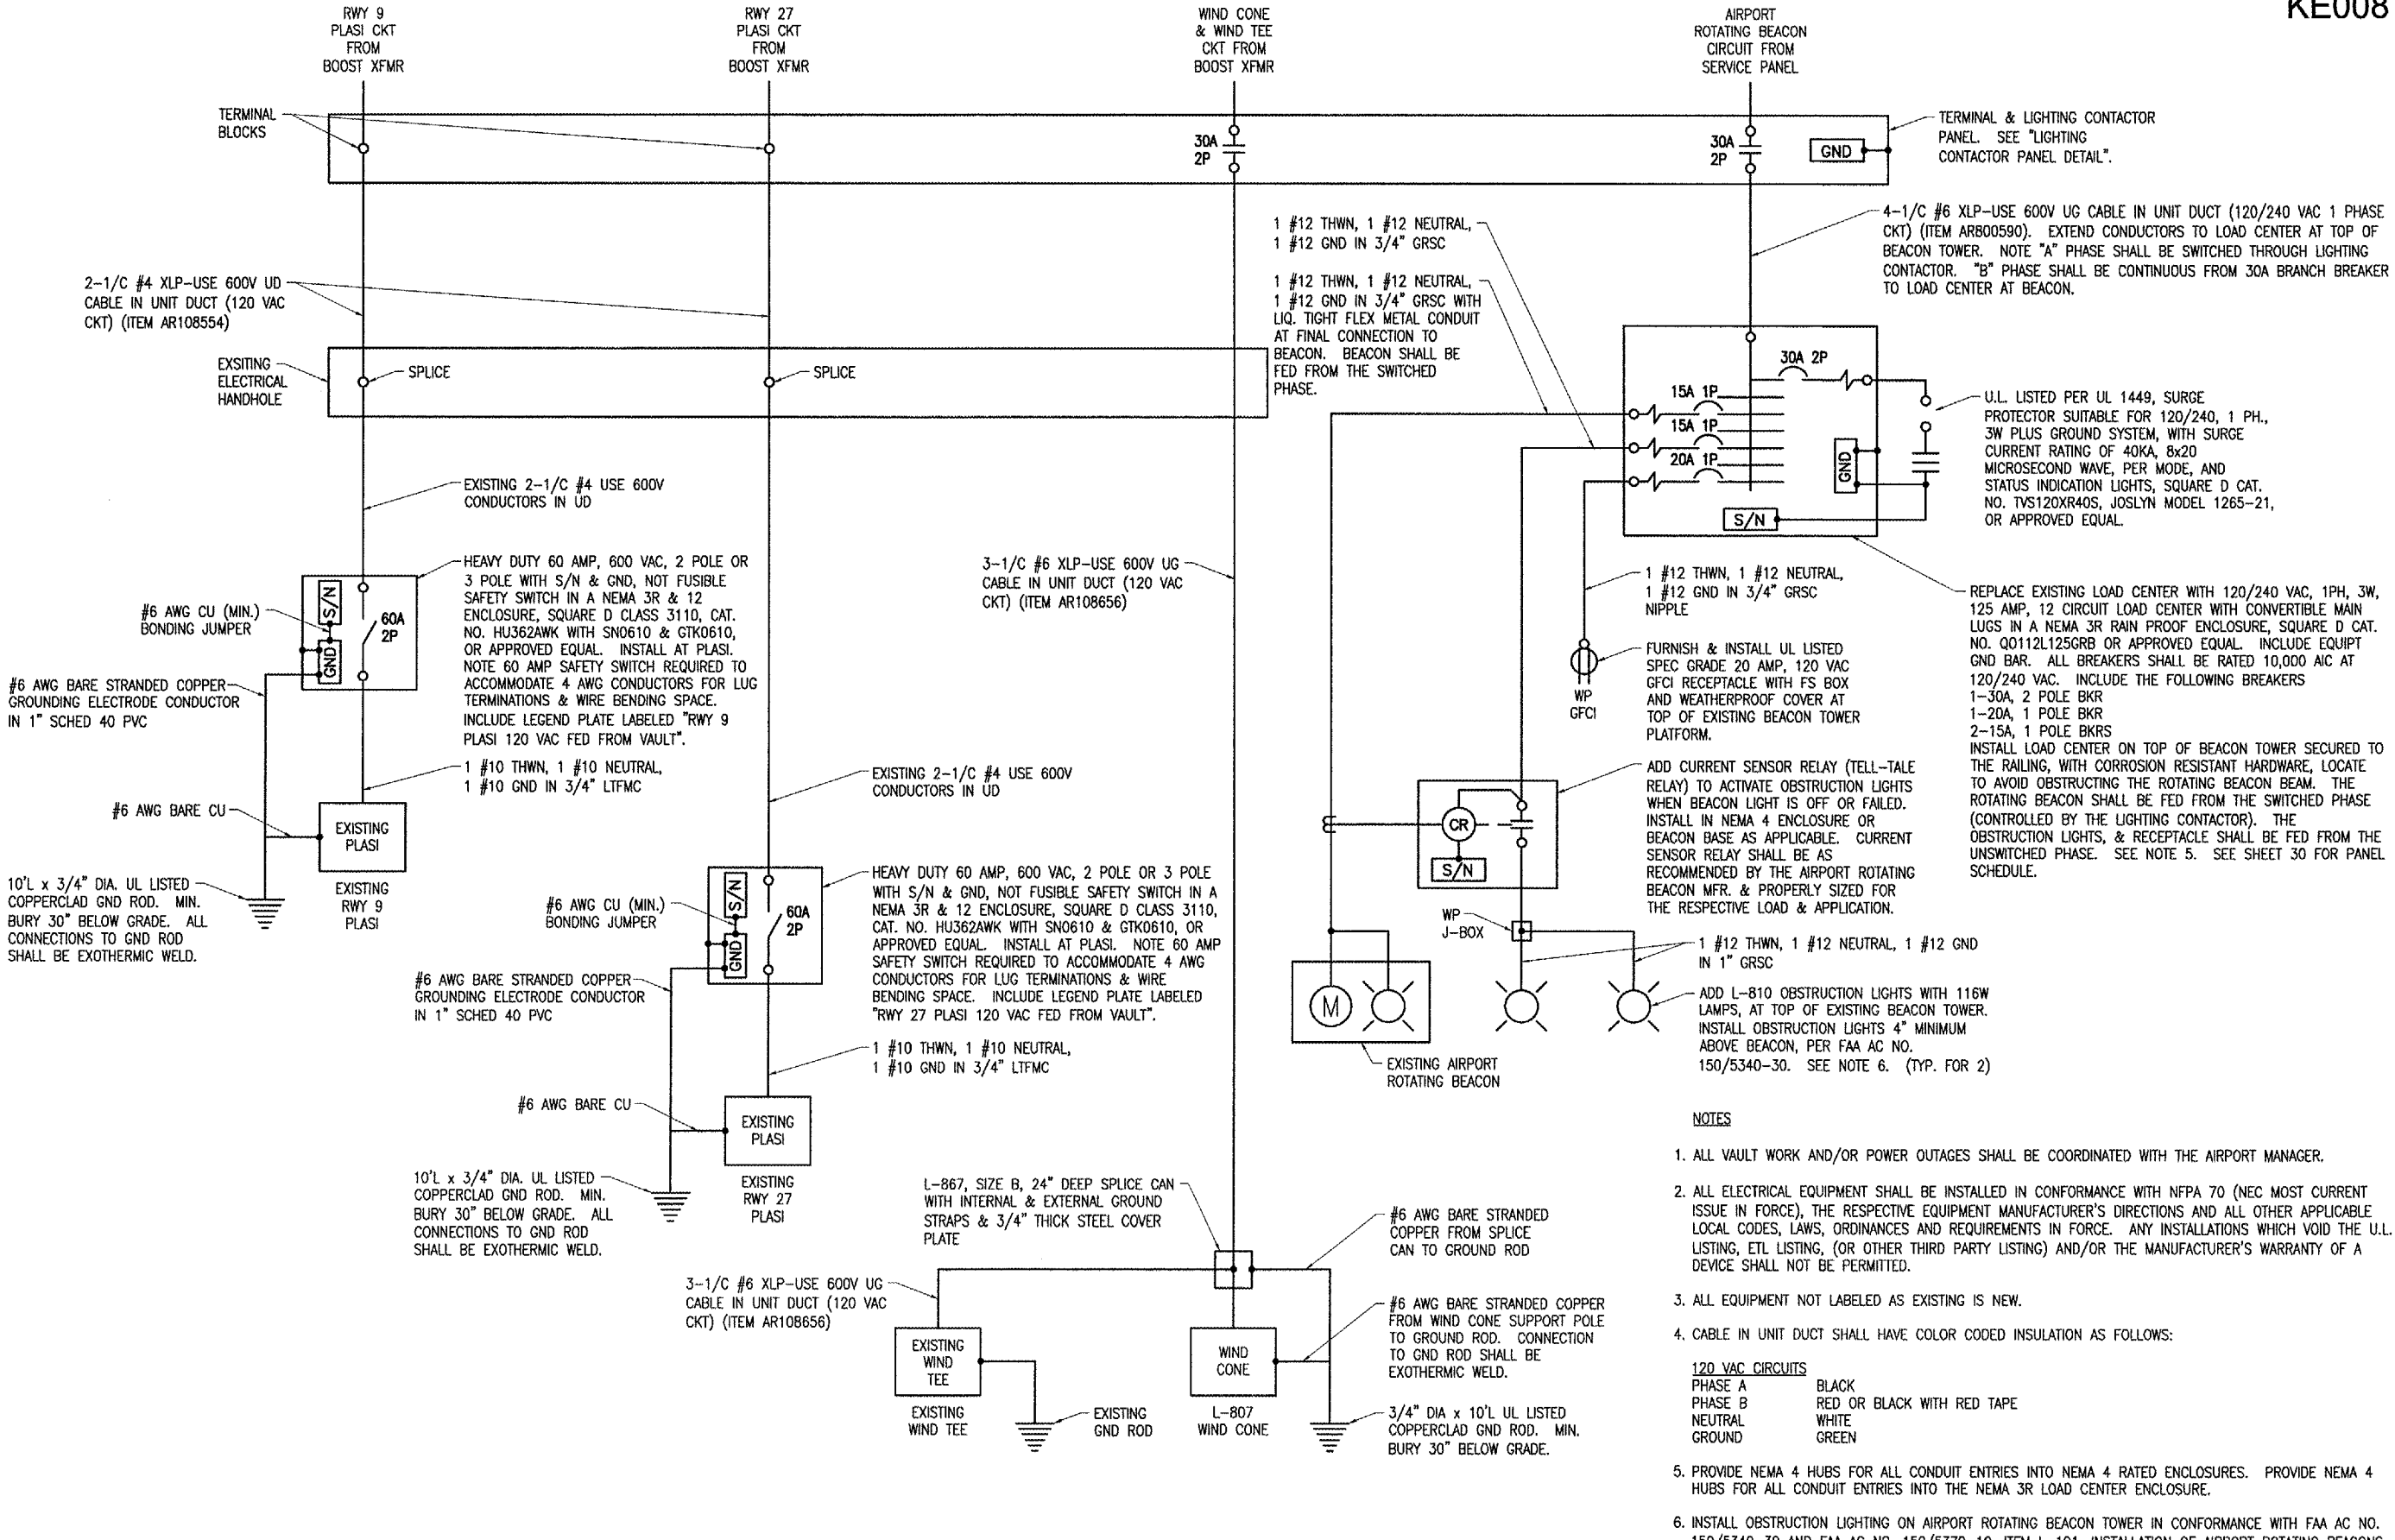 KE008
RWY 9
PLASI CKT
FROM
BOOST XFMR
RWY 27
PLASI CKT
FROM
BOOST XFMR
WIND CONE
& WIND TEE
CKT FROM
BOOST XFMR
AIRPORT
ROTATING BEACON
CIRCUIT FROM
SERVICE PANEL
TERMINAL
BLOCKS
30A
2P
30A
2P
GND
TERMINAL & LIGHTING CONTACTOR
PANEL. SEE "LIGHTING
CONTACTOR PANEL DETAIL".
2-1/C #4 XLP-USE 600V UD
CABLE IN UNIT DUCT (120 VAC
CKT) (ITEM AR108554)
1 #12 THWN, 1 #12 NEUTRAL,
1 #12 GND IN 3/4" GRSC
1 #12 THWN, 1 #12 NEUTRAL,
1 #12 GND IN 3/4" GRSC WITH
LIQ. TIGHT FLEX METAL CONDUIT
AT FINAL CONNECTION TO
BEACON. BEACON SHALL BE
FED FROM THE SWITCHED
PHASE.
4-1/C #6 XLP-USE 600V UG CABLE IN UNIT DUCT (120/240 VAC 1 PHASE
CKT) (ITEM AR800590). EXTEND CONDUCTORS TO LOAD CENTER AT TOP OF
BEACON TOWER. NOTE "A" PHASE SHALL BE SWITCHED THROUGH LIGHTING
CONTACTOR. "B" PHASE SHALL BE CONTINUOUS FROM 30A BRANCH BREAKER
TO LOAD CENTER AT BEACON.
EXSITING
ELECTRICAL
HANDHOLE
SPLICE
SPLICE
30A 2P
15A 1P
15A 1P
20A 1P
GND
S/N
U.L. LISTED PER UL 1449, SURGE
PROTECTOR SUITABLE FOR 120/240, 1 PH.,
3W PLUS GROUND SYSTEM, WITH SURGE
CURRENT RATING OF 40KA, 8x20
MICROSECOND WAVE, PER MODE, AND
STATUS INDICATION LIGHTS, SQUARE D CAT.
NO. TVS120XR40S, JOSLYN MODEL 1265-21,
OR APPROVED EQUAL.
EXISTING 2-1/C #4 USE 600V
CONDUCTORS IN UD
HEAVY DUTY 60 AMP, 600 VAC, 2 POLE OR
3 POLE WITH S/N & GND, NOT FUSIBLE
SAFETY SWITCH IN A NEMA 3R & 12
ENCLOSURE, SQUARE D CLASS 3110, CAT.
NO. HU362AWK WITH SN0610 & GTK0610,
OR APPROVED EQUAL. INSTALL AT PLASI.
NOTE 60 AMP SAFETY SWITCH REQUIRED TO
ACCOMMODATE 4 AWG CONDUCTORS FOR LUG
TERMINATIONS & WIRE BENDING SPACE.
INCLUDE LEGEND PLATE LABELED "RWY 9
PLASI 120 VAC FED FROM VAULT".
S/N
GND
60A
2P
#6 AWG CU (MIN.)
BONDING JUMPER
#6 AWG BARE STRANDED COPPER
GROUNDING ELECTRODE CONDUCTOR
IN 1" SCHED 40 PVC
1 #10 THWN, 1 #10 NEUTRAL,
1 #10 GND IN 3/4" LTFMC
#6 AWG BARE CU
EXISTING
PLASI
EXISTING
RWY 9
PLASI
10'L x 3/4" DIA. UL LISTED
COPPERCLAD GND ROD. MIN.
BURY 30" BELOW GRADE. ALL
CONNECTIONS TO GND ROD
SHALL BE EXOTHERMIC WELD.
3-1/C #6 XLP-USE 600V UG
CABLE IN UNIT DUCT (120 VAC
CKT) (ITEM AR108656)
1 #12 THWN, 1 #12 NEUTRAL,
1 #12 GND IN 3/4" GRSC
NIPPLE
WP
GFCI
FURNISH & INSTALL UL LISTED
SPEC GRADE 20 AMP, 120 VAC
GFCI RECEPTACLE WITH FS BOX
AND WEATHERPROOF COVER AT
TOP OF EXISTING BEACON TOWER
PLATFORM.
REPLACE EXISTING LOAD CENTER WITH 120/240 VAC, 1PH, 3W,
125 AMP, 12 CIRCUIT LOAD CENTER WITH CONVERTIBLE MAIN
LUGS IN A NEMA 3R RAIN PROOF ENCLOSURE, SQUARE D CAT.
NO. QO112L125GRB OR APPROVED EQUAL. INCLUDE EQUIPT
GND BAR. ALL BREAKERS SHALL BE RATED 10,000 AIC AT
120/240 VAC. INCLUDE THE FOLLOWING BREAKERS
1-30A, 2 POLE BKR
1-20A, 1 POLE BKR
2-15A, 1 POLE BKRS
INSTALL LOAD CENTER ON TOP OF BEACON TOWER SECURED TO
THE RAILING, WITH CORROSION RESISTANT HARDWARE, LOCATE
TO AVOID OBSTRUCTING THE ROTATING BEACON BEAM. THE
ROTATING BEACON SHALL BE FED FROM THE SWITCHED PHASE
(CONTROLLED BY THE LIGHTING CONTACTOR). THE
OBSTRUCTION LIGHTS, & RECEPTACLE SHALL BE FED FROM THE
UNSWITCHED PHASE. SEE NOTE 5. SEE SHEET 30 FOR PANEL
SCHEDULE.
EXISTING 2-1/C #4 USE 600V
CONDUCTORS IN UD
ADD CURRENT SENSOR RELAY (TELL-TALE
RELAY) TO ACTIVATE OBSTRUCTION LIGHTS
WHEN BEACON LIGHT IS OFF OR FAILED.
INSTALL IN NEMA 4 ENCLOSURE OR
BEACON BASE AS APPLICABLE. CURRENT
SENSOR RELAY SHALL BE AS
RECOMMENDED BY THE AIRPORT ROTATING
BEACON MFR. & PROPERLY SIZED FOR
THE RESPECTIVE LOAD & APPLICATION.
CR
S/N
WP
J-BOX
1 #12 THWN, 1 #12 NEUTRAL, 1 #12 GND
IN 1" GRSC
M
ADD L-810 OBSTRUCTION LIGHTS WITH 116W
LAMPS, AT TOP OF EXISTING BEACON TOWER.
INSTALL OBSTRUCTION LIGHTS 4" MINIMUM
ABOVE BEACON, PER FAA AC NO.
150/5340-30. SEE NOTE 6. (TYP. FOR 2)
EXISTING AIRPORT
ROTATING BEACON
S/N
GND
60A
2P
#6 AWG CU (MIN.)
BONDING JUMPER
#6 AWG BARE STRANDED COPPER
GROUNDING ELECTRODE CONDUCTOR
IN 1" SCHED 40 PVC
HEAVY DUTY 60 AMP, 600 VAC, 2 POLE OR 3 POLE
WITH S/N & GND, NOT FUSIBLE SAFETY SWITCH IN A
NEMA 3R & 12 ENCLOSURE, SQUARE D CLASS 3110,
CAT. NO. HU362AWK WITH SN0610 & GTK0610, OR
APPROVED EQUAL. INSTALL AT PLASI. NOTE 60 AMP
SAFETY SWITCH REQUIRED TO ACCOMMODATE 4 AWG
CONDUCTORS FOR LUG TERMINATIONS & WIRE
BENDING SPACE. INCLUDE LEGEND PLATE LABELED
"RWY 27 PLASI 120 VAC FED FROM VAULT".
1 #10 THWN, 1 #10 NEUTRAL,
1 #10 GND IN 3/4" LTFMC
#6 AWG BARE CU
EXISTING
PLASI
EXISTING
RWY 27
PLASI
10'L x 3/4" DIA. UL LISTED
COPPERCLAD GND ROD. MIN.
BURY 30" BELOW GRADE. ALL
CONNECTIONS TO GND ROD
SHALL BE EXOTHERMIC WELD.
L-867, SIZE B, 24" DEEP SPLICE CAN
WITH INTERNAL & EXTERNAL GROUND
STRAPS & 3/4" THICK STEEL COVER
PLATE
#6 AWG BARE STRANDED
COPPER FROM SPLICE
CAN TO GROUND ROD
3-1/C #6 XLP-USE 600V UG
CABLE IN UNIT DUCT (120 VAC
CKT) (ITEM AR108656)
#6 AWG BARE STRANDED COPPER
FROM WIND CONE SUPPORT POLE
TO GROUND ROD. CONNECTION
TO GND ROD SHALL BE
EXOTHERMIC WELD.
EXISTING
WIND
TEE
EXISTING
WIND TEE
EXISTING
GND ROD
WIND
CONE
L-807
WIND CONE
3/4" DIA x 10'L UL LISTED
COPPERCLAD GND ROD. MIN.
BURY 30" BELOW GRADE.
NOTES
1. ALL VAULT WORK AND/OR POWER OUTAGES SHALL BE COORDINATED WITH THE AIRPORT MANAGER.
2. ALL ELECTRICAL EQUIPMENT SHALL BE INSTALLED IN CONFORMANCE WITH NFPA 70 (NEC MOST CURRENT
ISSUE IN FORCE), THE RESPECTIVE EQUIPMENT MANUFACTURER'S DIRECTIONS AND ALL OTHER APPLICABLE
LOCAL CODES, LAWS, ORDINANCES AND REQUIREMENTS IN FORCE. ANY INSTALLATIONS WHICH VOID THE U.L.
LISTING, ETL LISTING, (OR OTHER THIRD PARTY LISTING) AND/OR THE MANUFACTURER'S WARRANTY OF A
DEVICE SHALL NOT BE PERMITTED.
3. ALL EQUIPMENT NOT LABELED AS EXISTING IS NEW.
4. CABLE IN UNIT DUCT SHALL HAVE COLOR CODED INSULATION AS FOLLOWS:
120 VAC CIRCUITS
PHASE A BLACK
PHASE B RED OR BLACK WITH RED TAPE
NEUTRAL WHITE
GROUND GREEN
5. PROVIDE NEMA 4 HUBS FOR ALL CONDUIT ENTRIES INTO NEMA 4 RATED ENCLOSURES. PROVIDE NEMA 4
HUBS FOR ALL CONDUIT ENTRIES INTO THE NEMA 3R LOAD CENTER ENCLOSURE.
6. INSTALL OBSTRUCTION LIGHTING ON AIRPORT ROTATING BEACON TOWER IN CONFORMANCE WITH FAA AC NO.
150/5340-30 AND FAA AC NO. 150/5370-10, ITEM L-101, INSTALLATION OF AIRPORT ROTATING BEACONS